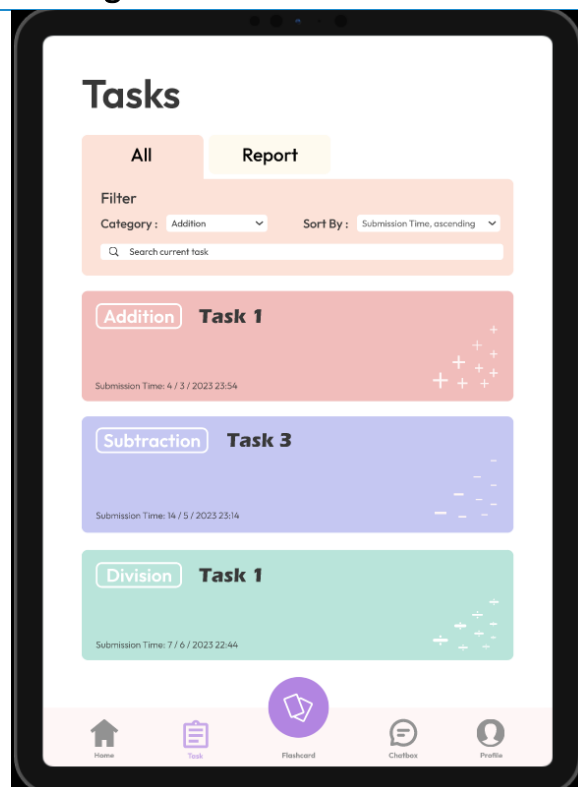 Tasks
All Report
Filter
Category : Addition Sort By : Submission Time, ascending
Search current task
Addition Task 1
Submission Time: 4 / 3 / 2023 23:54
Subtraction Task 3
Submission Time: 14 / 5 / 2023 23:14
Division Task 1
Submission Time: 7 / 6 / 2023 22:44
Home Task Flashcard Chatbox Profile